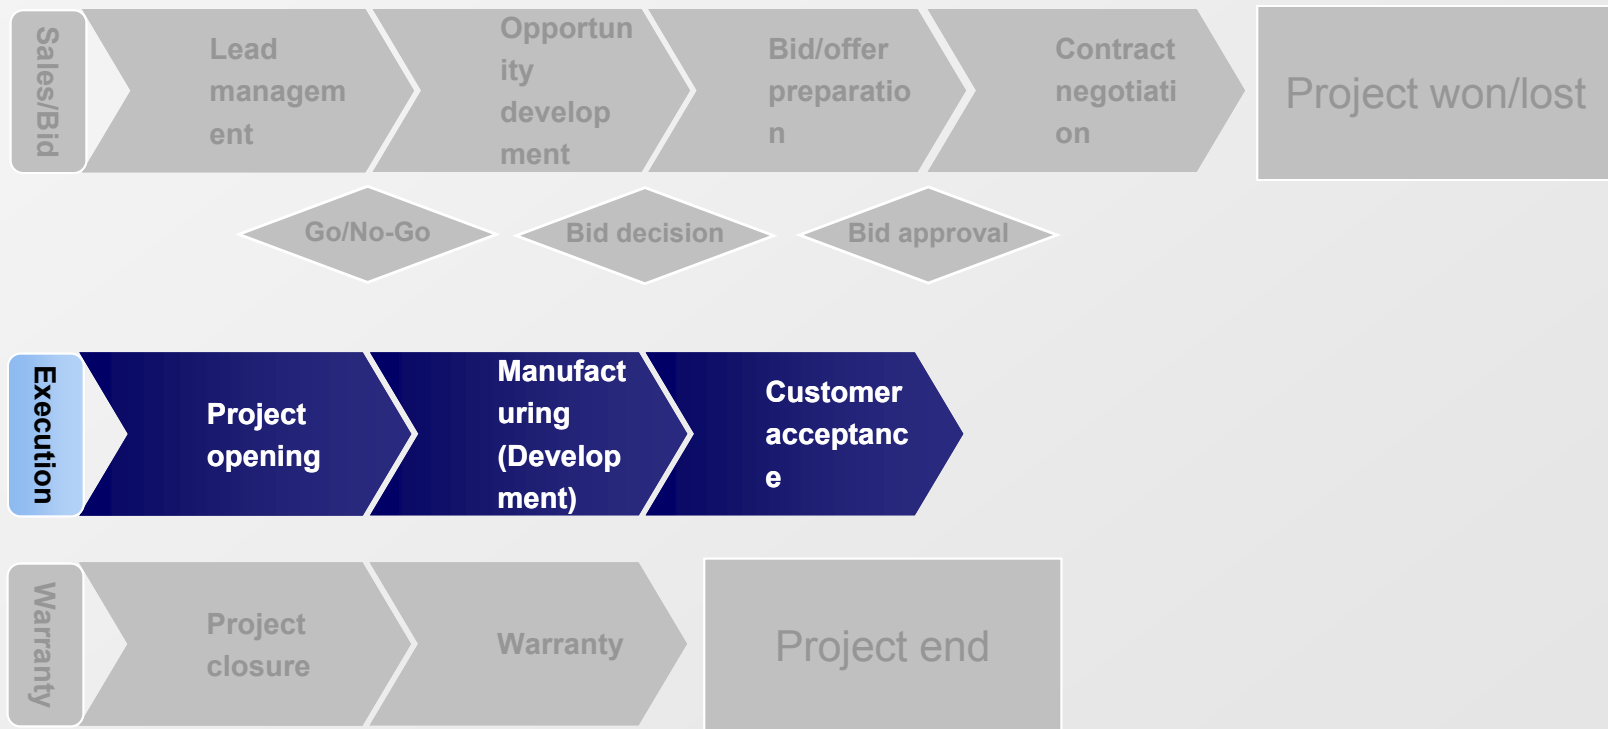 Sales/Bid
Lead
managem
ent
Opportun
ity
develop
ment
Bid/offer
preparatio
n
Contract
negotiati
on
Project won/lost
Go/No-Go
Bid decision
Bid approval
Execution
Project
opening
Manufact
uring
(Develop
ment)
Customer
acceptanc
e
Warranty
Project
closure
Warranty
Project end